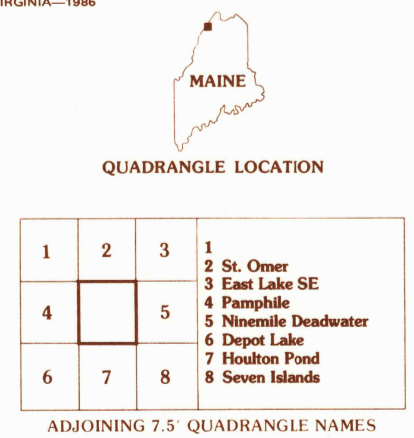 IRGINIA—1986
MAINE
QUADRANGLE LOCATION
1 2 3
4 5
6 7 8
1
2 St. Omer
3 East Lake SE
4 Pamphile
5 Ninemile Deadwater
6 Depot Lake
7 Houlton Pond
8 Seven Islands
ADJOINING 7.5′ QUADRANGLE NAMES